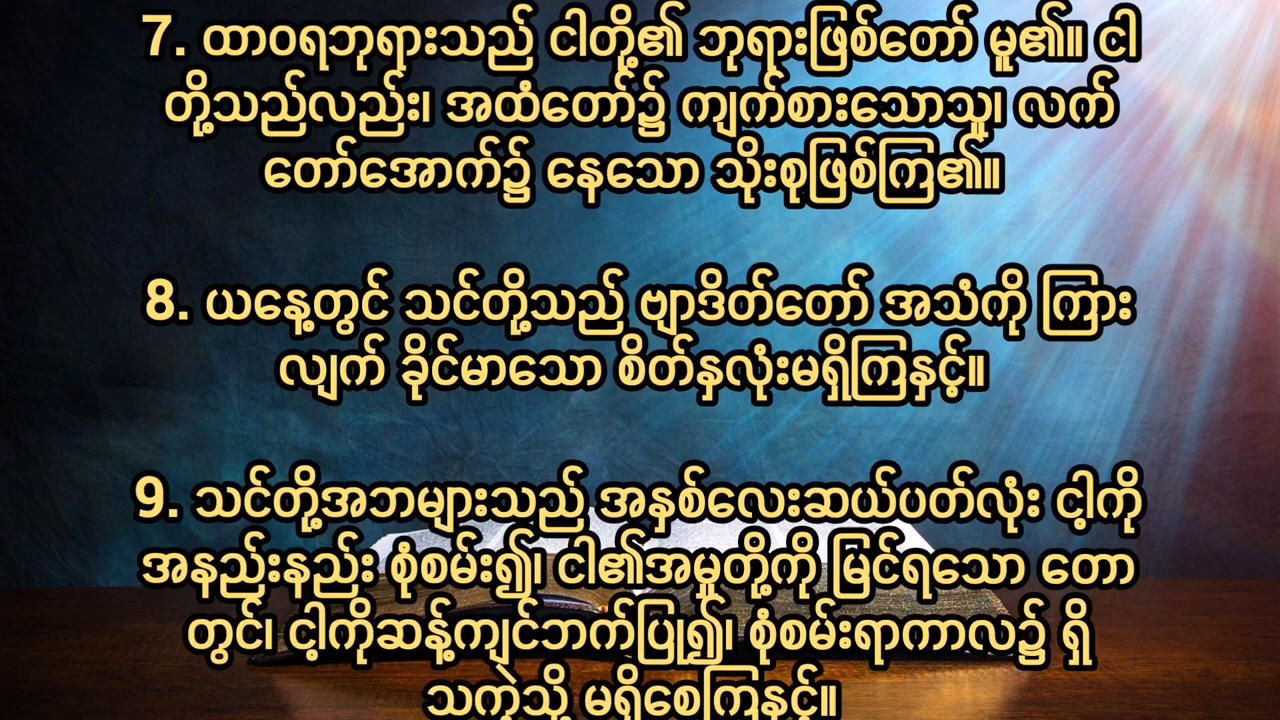 7. ထာဝရဘုရားသည် ငါတို့၏ ဘုရားဖြစ်တော် မူ၏။ ငါ
တို့သည်လည်း၊ အထံတော်၌ ကျက်စားသောသူ၊ လက်
တော်အောက်၌ နေသော သိုးစုဖြစ်ကြ၏။
8. ယနေ့တွင် သင်တို့သည် ဗျာဒိတ်တော် အသံကို ကြား
လျက် ခိုင်မာသော စိတ်နှလုံးမရှိကြနှင့်။
9. သင်တို့အဘများသည် အနှစ်လေးဆယ်ပတ်လုံး ငါ့ကို
အနည်းနည်း စုံစမ်း၍၊ ငါ၏အမှုတို့ကို မြင်ရသော တော
တွင်၊ ငါ့ကိုဆန့်ကျင်ဘက်ပြု၍၊ စုံစမ်းရာကာလ၌ ရှိ
သကဲ့သို့ မရှိစေကြနှင့်။